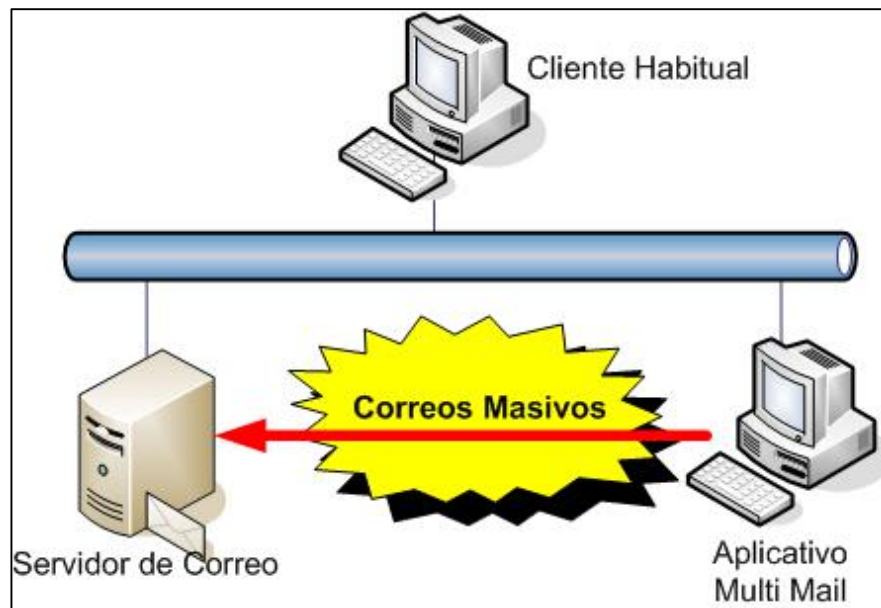 Cliente Habitual
Correos Masivos
Servidor de Correo
Aplicativo
Multi Mail